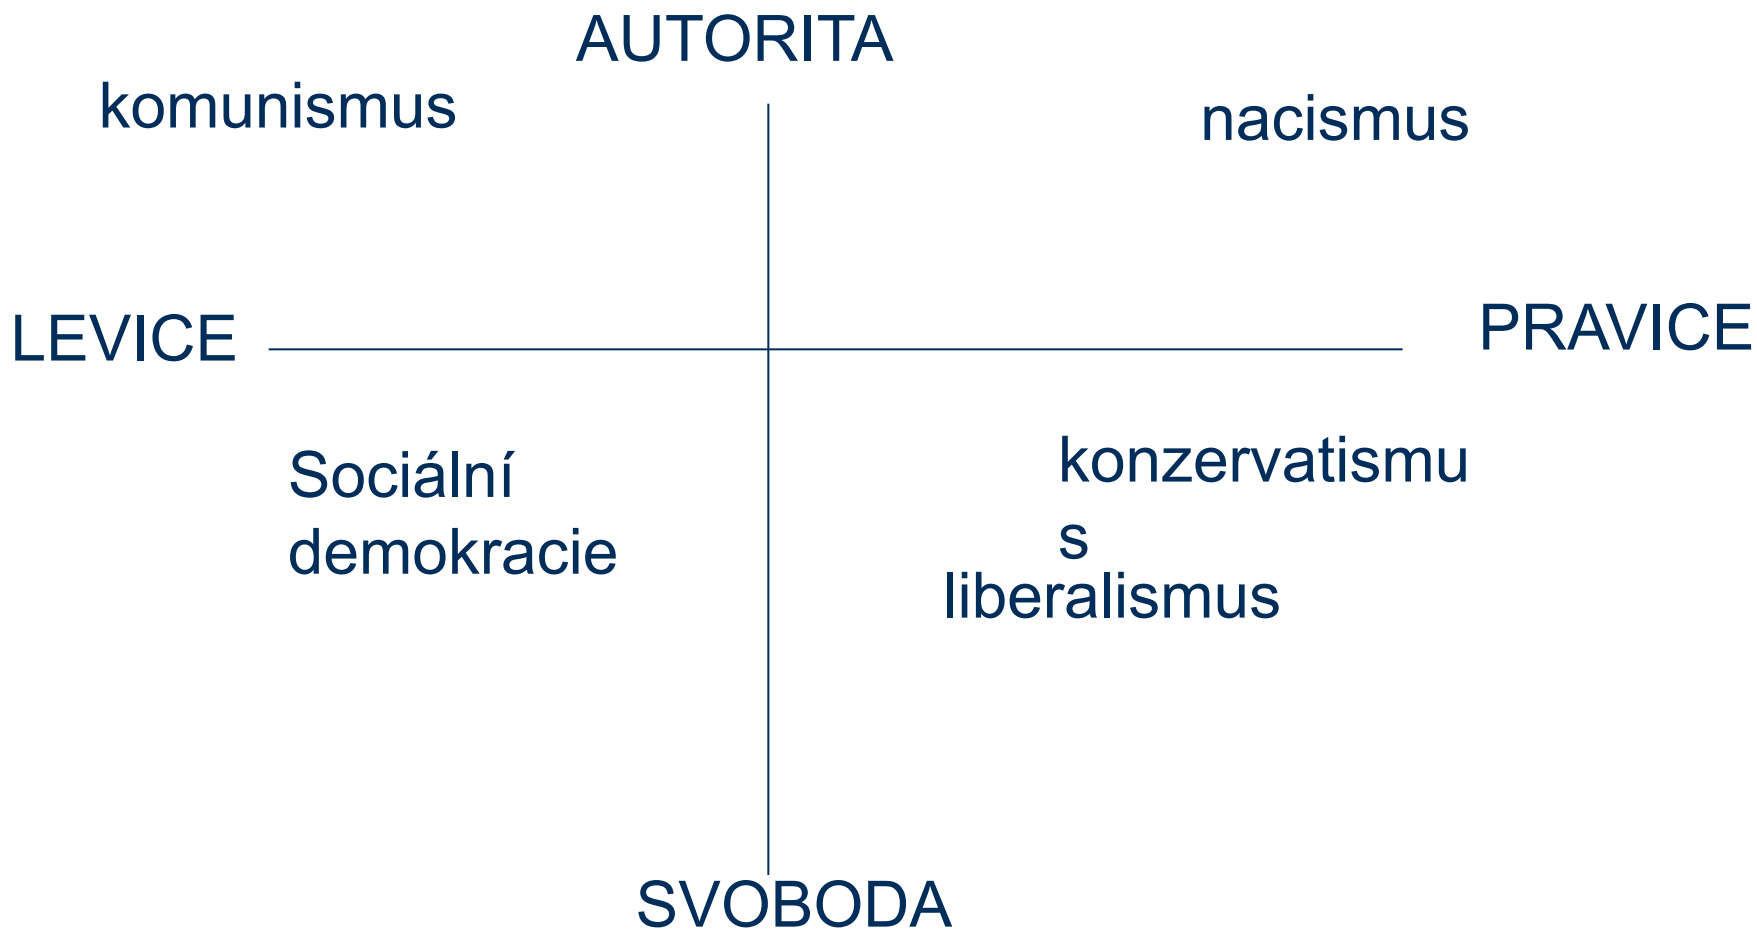 AUTORITA
komunismus
nacismus
LEVICE
PRAVICE
Sociální
demokracie
konzervatismu
s
liberalismus
SVOBODA